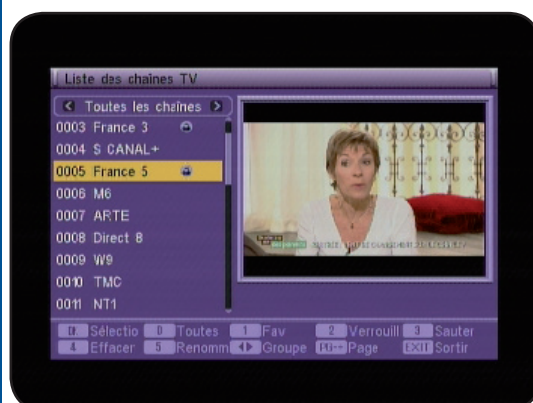 Liste des chaînes TV
Toutes les chaînes
0003 France 3
0004 S CANAL+
0005 France 5
0006 M6
0007 ARTE
0008 Direct 8
0009 W9
0010 TMC
0011 NT1
Sélectio 0 Toutes 1 Fav 2 Verrouill 3 Sauter
4 Effacer 5 Renomm Groupe PG+- Page EXIT Sortir